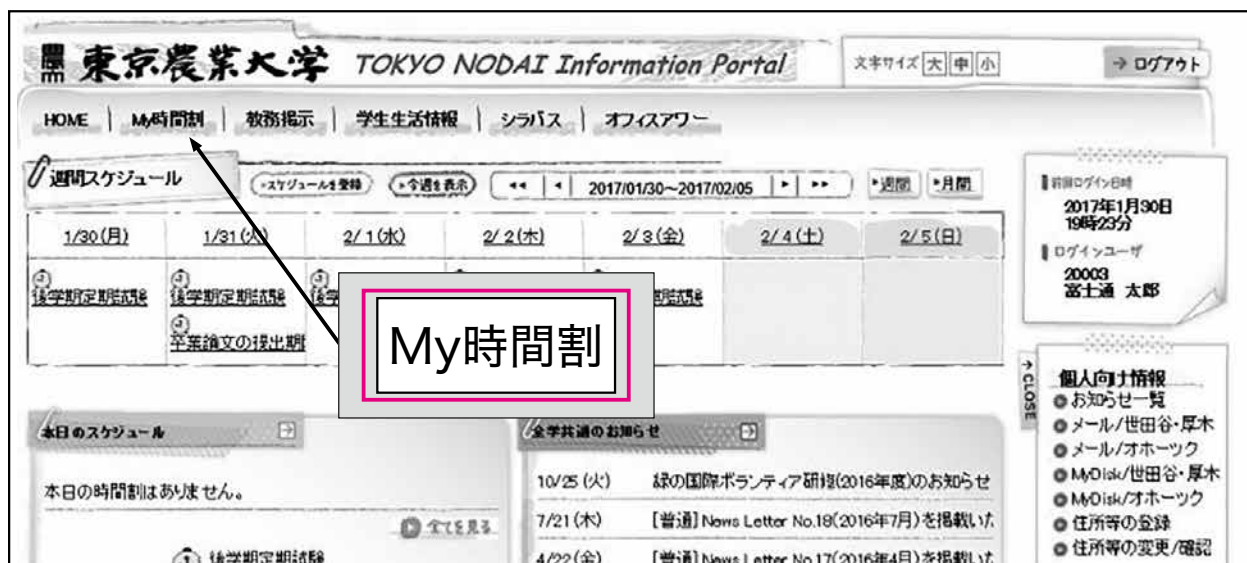 東京農業大学 TOKYO NODAI Information Portal
文字サイズ 大 中 小
ログアウト
HOME | My時間割 | 教務掲示 | 学生生活情報 | シラバス | オフィスアワー
週間スケジュール
スケジュールを登録 今週を表示 2017/01/30~2017/02/05 週間 月間
1/30(月) 1/31(火) 2/1(水) 2/2(木) 2/3(金) 2/4(土) 2/5(日)
後学期定期試験 後学期定期試験
卒業論文の提出期
My時間割
前回ログイン日時
2017年1月30日
19時23分
ログインユーザ
20003
富士通 太郎
CLOSE
個人向け情報
お知らせ一覧
メール/世田谷・厚木
メール/オホーツク
MyDisk/世田谷・厚木
MyDisk/オホーツク
住所等の登録
住所等の変更/確認
本日のスケジュール
本日の時間割はありません。
全てを見る
後学期定期試験
全学共通のお知らせ
10/25 (火) 緑の国際ボランティア研修(2016年度)のお知らせ
7/21 (木) [普通] News Letter No.18(2016年7月)を掲載いた
4/22 (金) [普通] News Letter No.17(2016年4月)を掲載いた